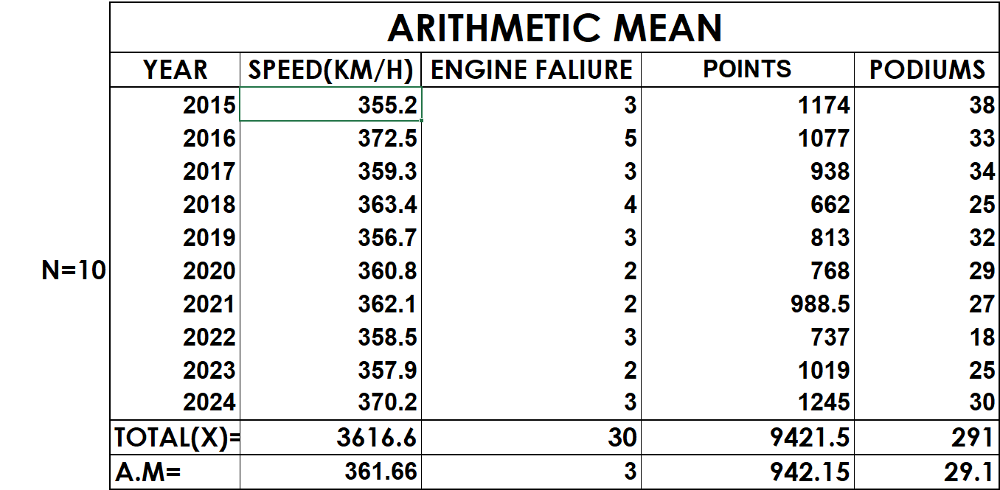 ARITHMETIC MEAN
YEAR SPEED(KM/H) ENGINE FALIURE POINTS PODIUMS
2015 355.2 3 1174 38
2016 372.5 5 1077 33
2017 359.3 3 938 34
2018 363.4 4 662 25
2019 356.7 3 813 32
N=10 2020 360.8 2 768 29
2021 362.1 2 988.5 27
2022 358.5 3 737 18
2023 357.9 2 1019 25
2024 370.2 3 1245 30
TOTAL(X)= 3616.6 30 9421.5 291
A.M= 361.66 3 942.15 29.1